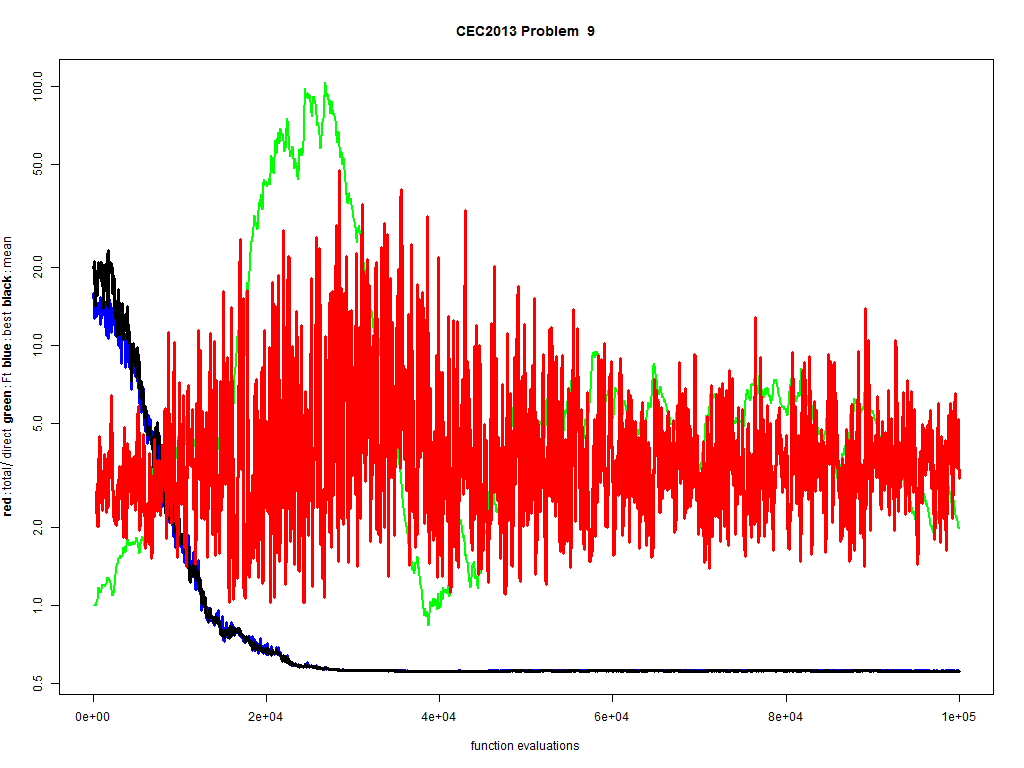 CEC2013 Problem 9
red : total/ direct green : Ft blue : best black : mean
100.0
50.0
20.0
10.0
5.0
2.0
1.0
0.5
0e+00 2e+04 4e+04 6e+04 8e+04 1e+05
function evaluations